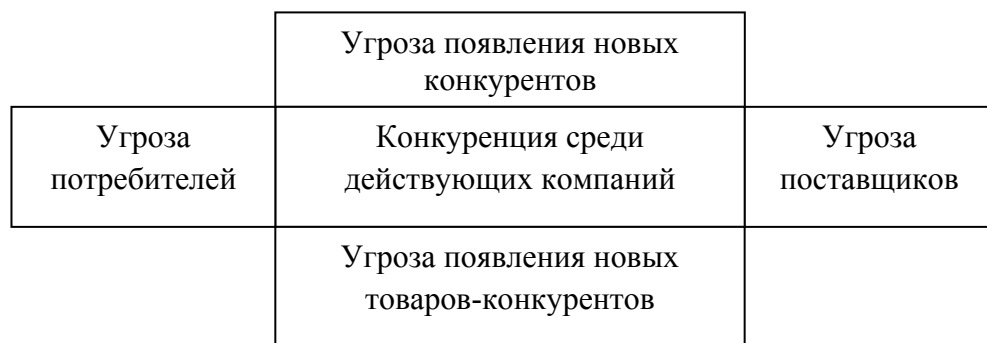 Угроза появления новых
конкурентов
Угроза
потребителей
Конкуренция среди
действующих компаний
Угроза
поставщиков
Угроза появления новых
товаров-конкурентов